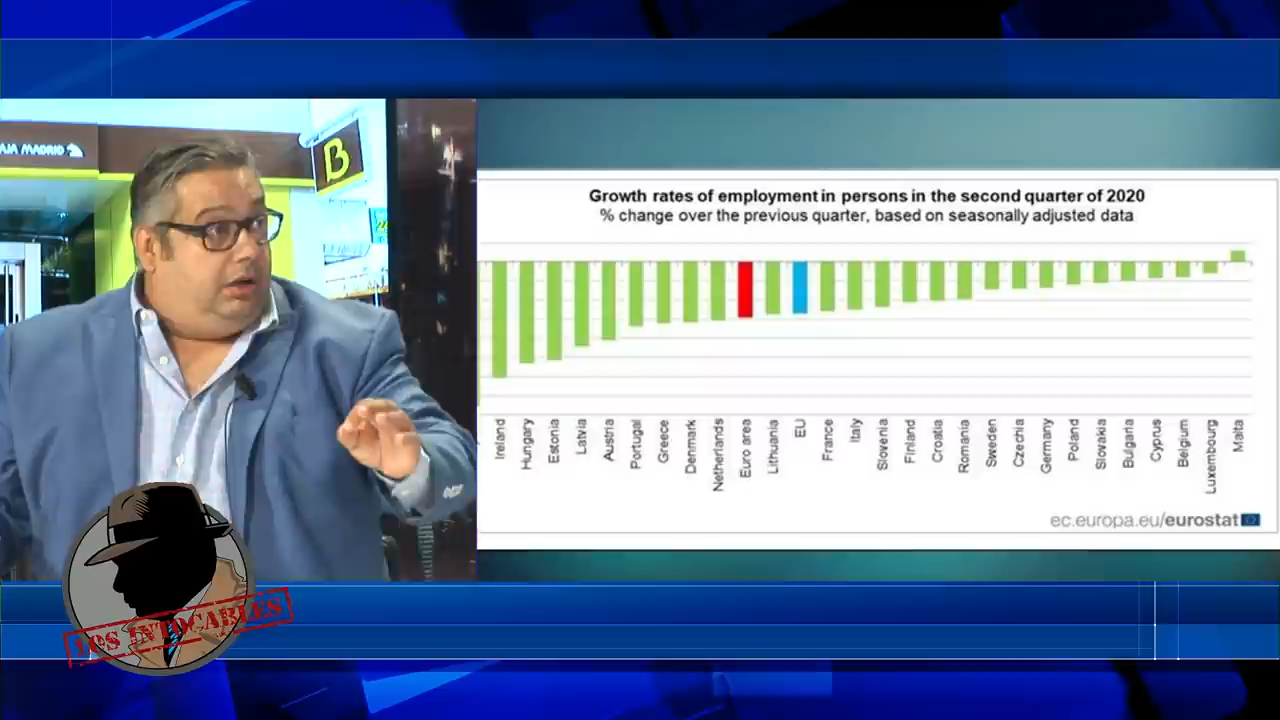 AJA MADRID
B
Growth rates of employment in persons in the second quarter of 2020
% change over the previous quarter, based on seasonally adjusted data
Ireland
Hungary
Estonia
Latvia
Austria
Portugal
Greece
Denmark
Netherlands
Euro area
Lithuania
EU
France
Italy
Slovenia
Finland
Croatia
Romania
Sweden
Czechia
Germany
Poland
Slovakia
Bulgaria
Cyprus
Belgium
Luxembourg
Malta
ec.europa.eu/eurostat
LOS INTOCABLES